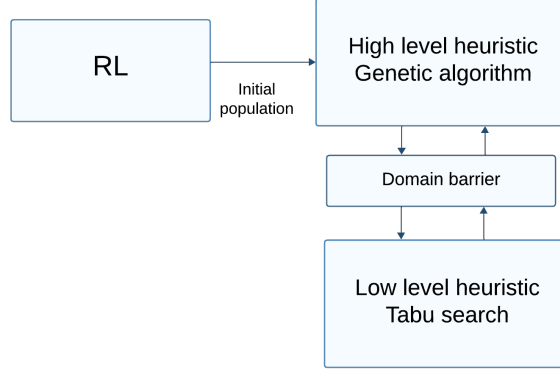 RL
Initial
population
High level heuristic
Genetic algorithm
Domain barrier
Low level heuristic
Tabu search